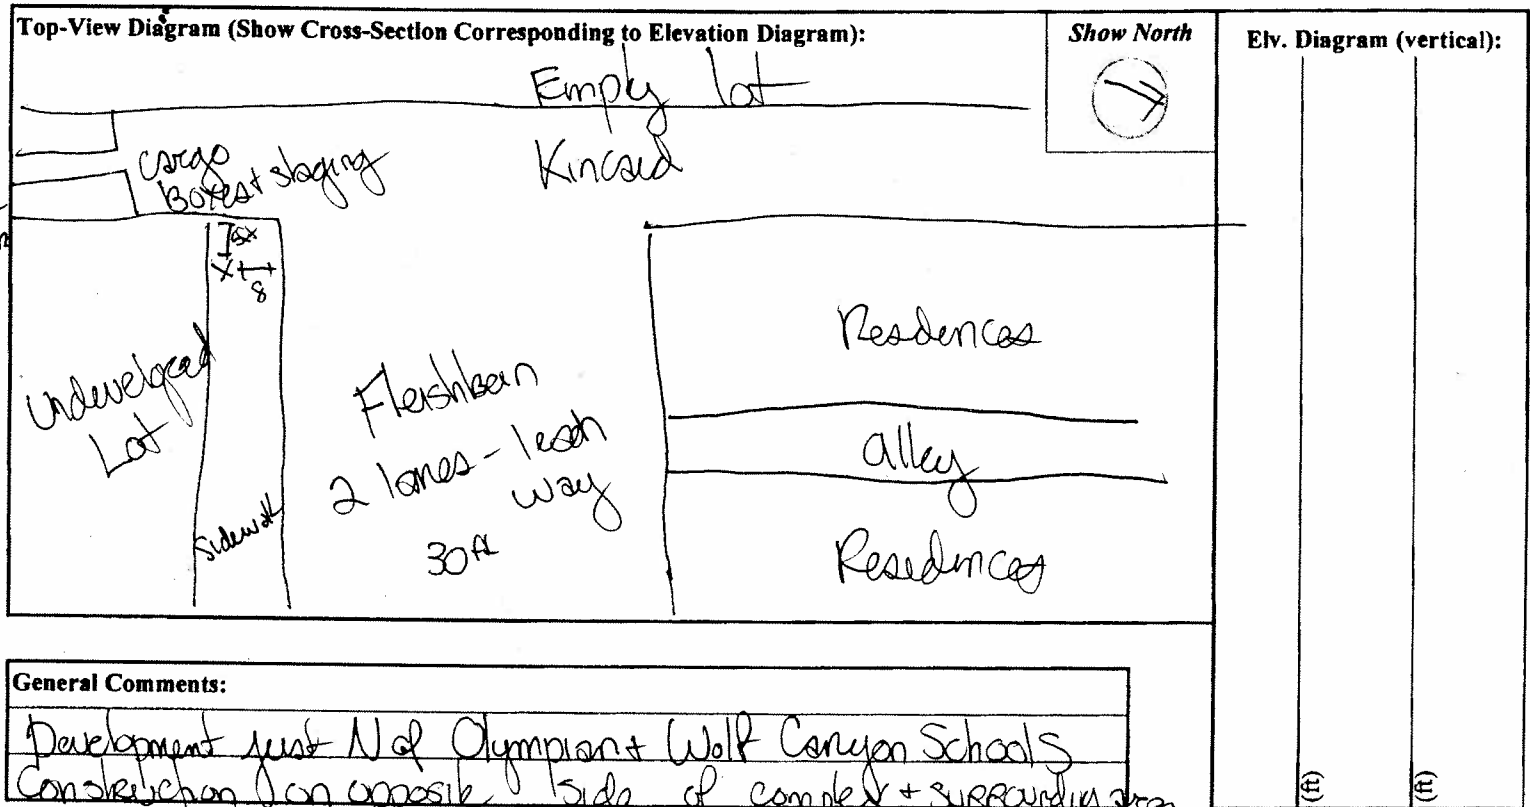 Top-View Diagram (Show Cross-Section Corresponding to Elevation Diagram):
Show North
Elv. Diagram (vertical):
Empty lot
Kincaid
cargo
Boxes + staging
5x
X
8
Undeveloped
Lot
Sidewalk
2 lanes - 1 each
way
30 ft
Residences
alley
Residences
General Comments:
Development just N of Olympian + Wolf Canyon Schools
Construction on opposite side of complex + surrounding area
(ft)
(ft)